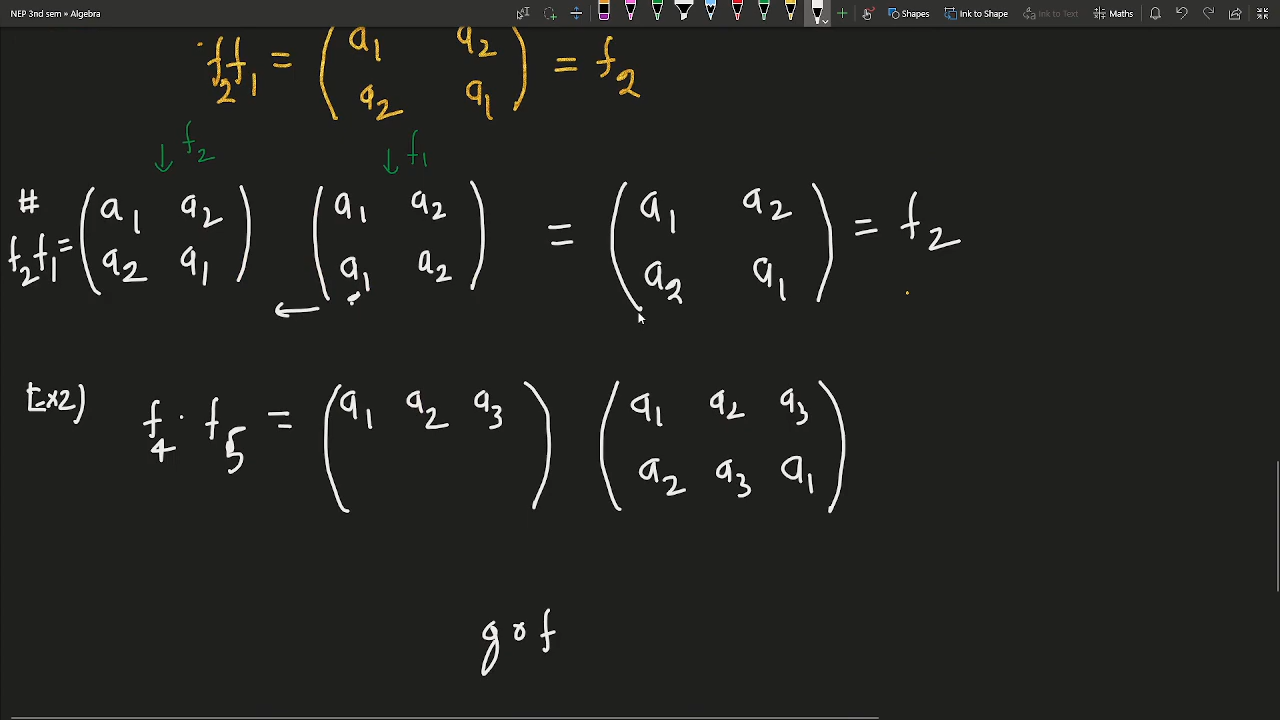 NEP 3nd sem » Algebra
Shapes Ink to Shape Ink to Text Maths
a1 a2
f2f1 = ( ) = f2
a2 a1
↓ f2 ↓ f1
# ( a1 a2 ) ( a1 a2 ) = ( a1 a2 ) = f2
f2f1 = ( a2 a1 ) ( a1 a2 ) ( a2 a1 )
←
Ex2) f4 · f5 = ( a1 a2 a3 ) ( a1 a2 a3 )
( a2 a3 a1 )
g o f